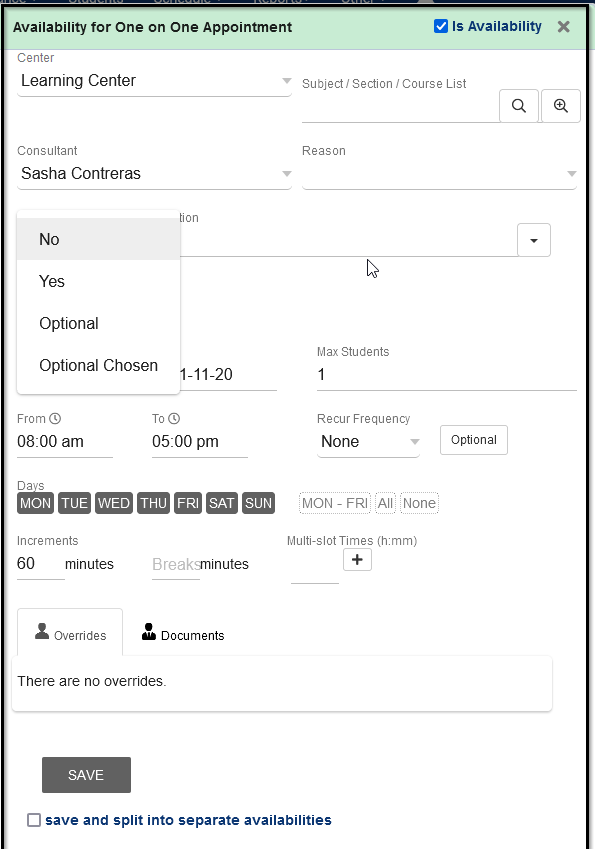 Students
Availability for One on One Appointment Is Availability
Center
Learning Center
Subject / Section / Course List
Consultant
Sasha Contreras
Reason
tion
No
Yes
Optional
Optional Chosen
1-11-20
Max Students
1
From To Recur Frequency
08:00 am 05:00 pm None Optional
Days
MON TUE WED THU FRI SAT SUN MON - FRI All None
Increments Multi-slot Times (h:mm)
60 minutes Breaks minutes +
Overrides Documents
There are no overrides.
SAVE
save and split into separate availabilities